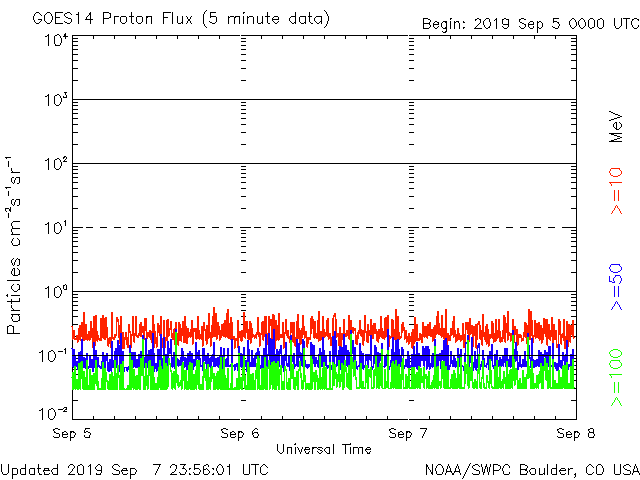 GOES14 Proton Flux (5 minute data)
Begin: 2019 Sep 5 0000 UTC
10⁴
10³
10²
10¹
10⁰
10⁻¹
10⁻²
Particles cm⁻²s⁻¹sr⁻¹
MeV
>=10
>=50
>=100
Sep 5 Sep 6 Sep 7 Sep 8
Universal Time
Updated 2019 Sep 7 23:56:01 UTC
NOAA/SWPC Boulder, CO USA